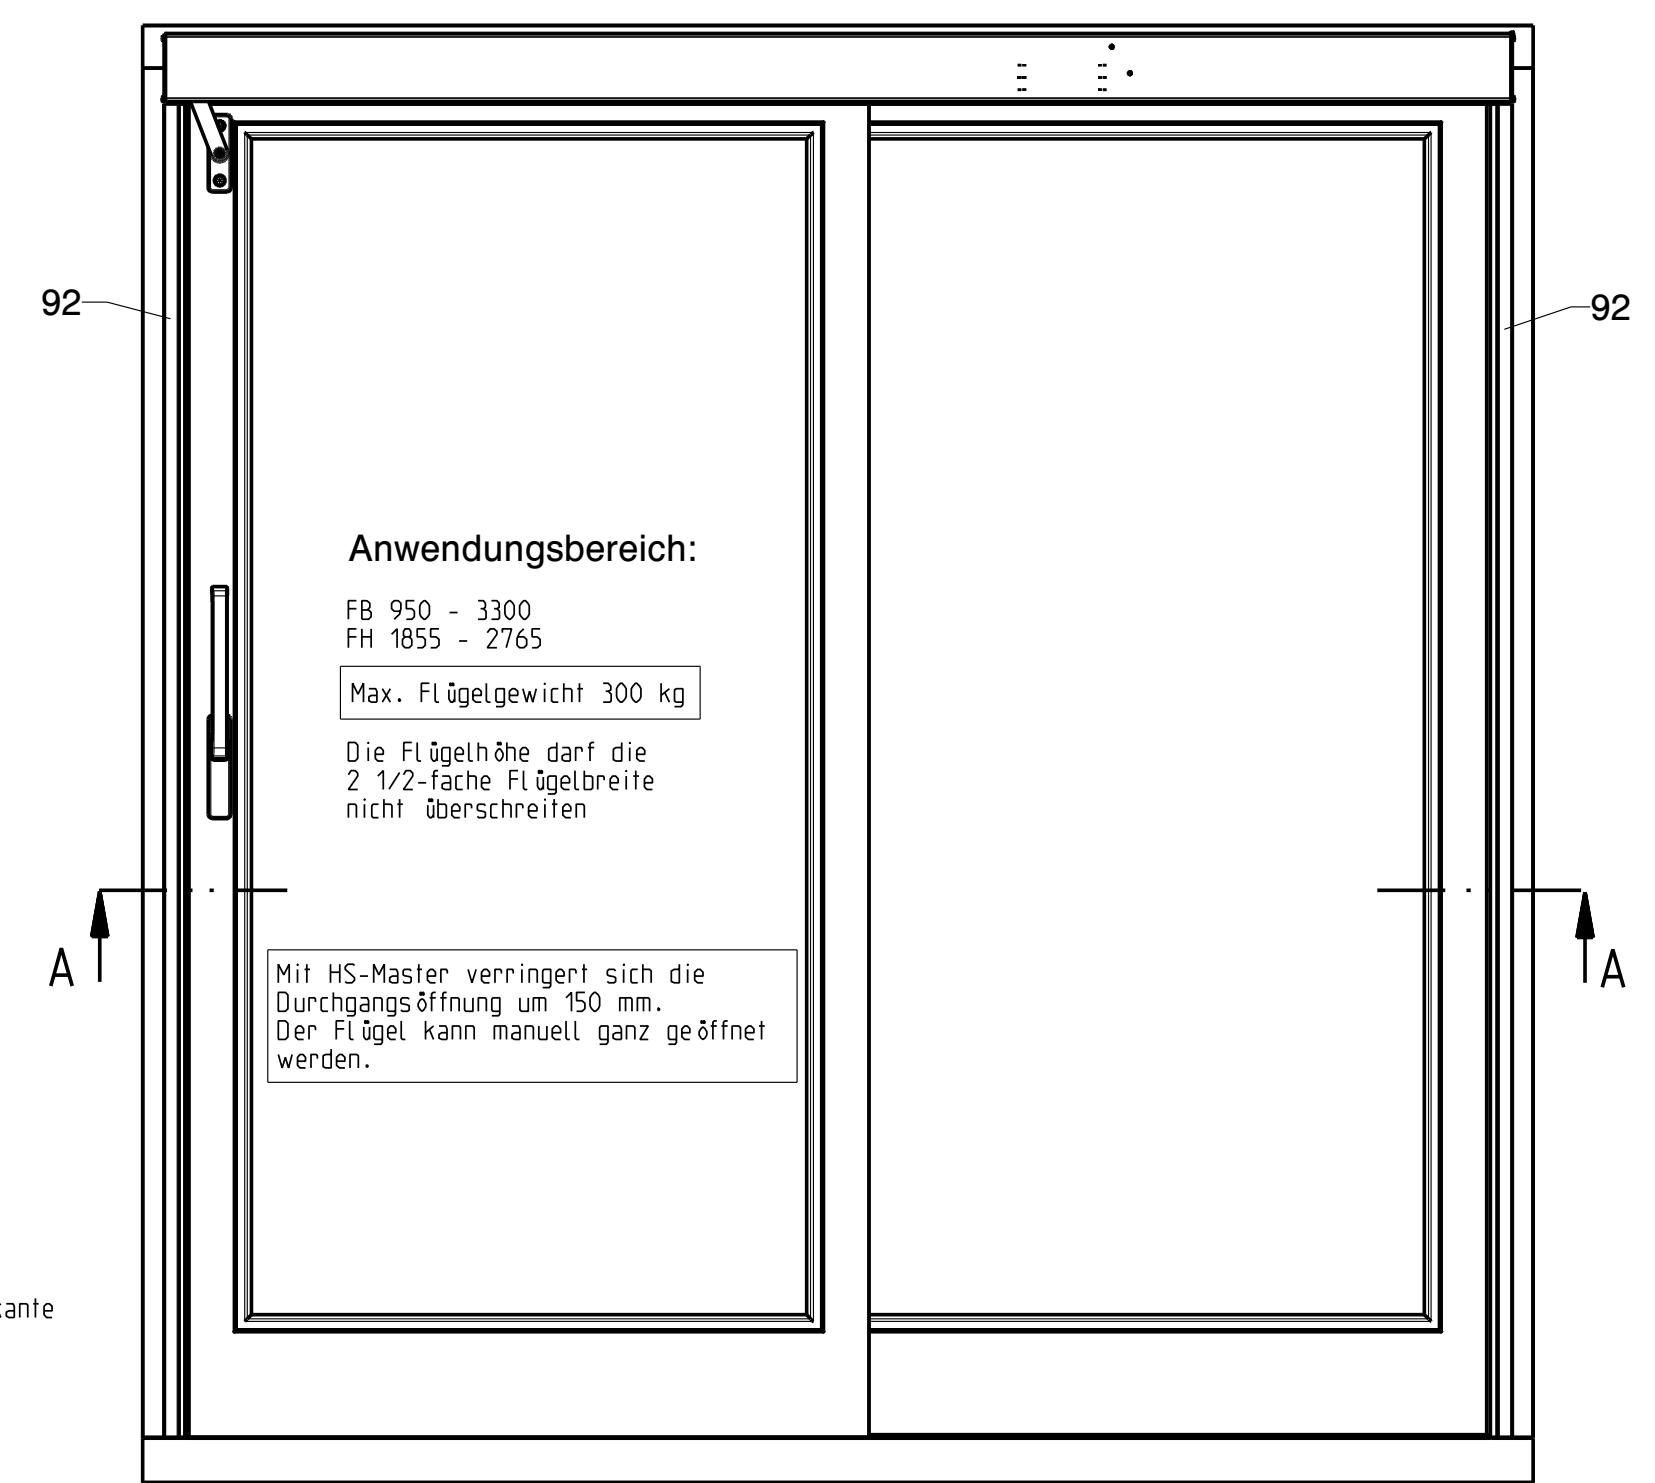 92
92
Anwendungsbereich:
FB 950 - 3300
FH 1855 - 2765
Max. Flügelgewicht 300 kg
Die Flügelhöhe darf die
2 1/2-fache Flügelbreite
nicht überschreiten
A
A
Mit HS-Master verringert sich die
Durchgangsöffnung um 150 mm.
Der Flügel kann manuell ganz geöffnet
werden.